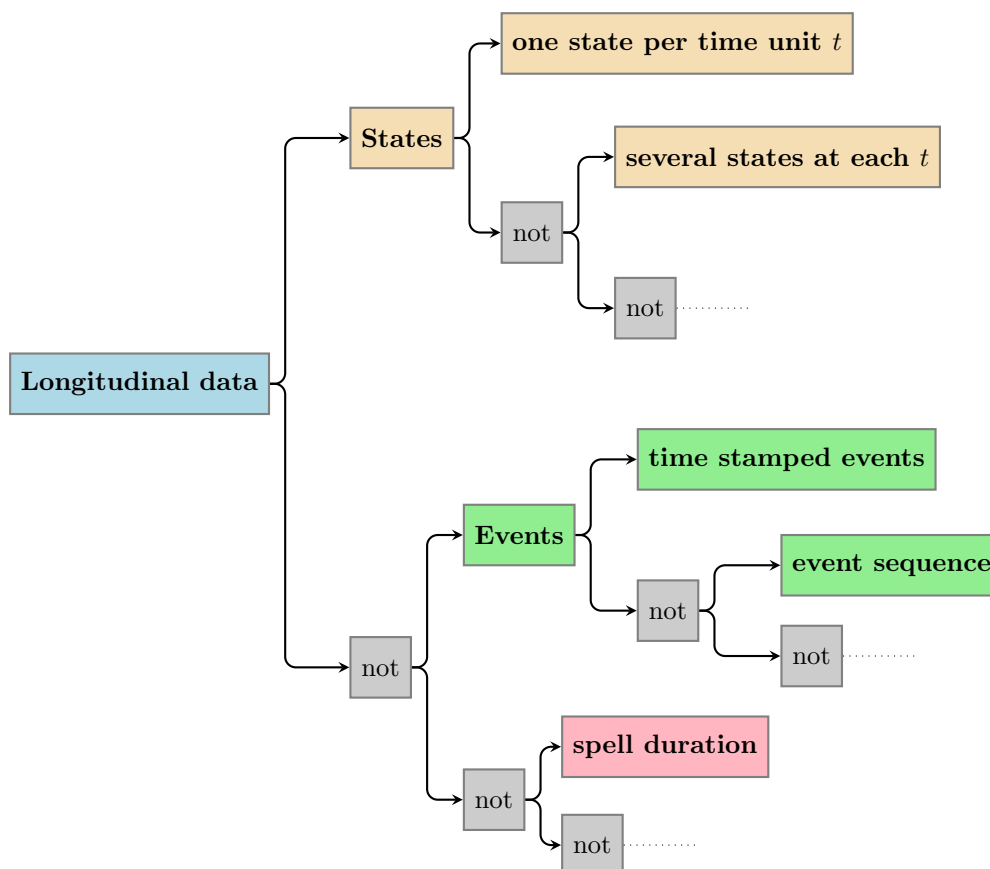 one state per time unit t
States
several states at each t
not
not
Longitudinal data
time stamped events
Events
event sequence
not
not
not
spell duration
not
not